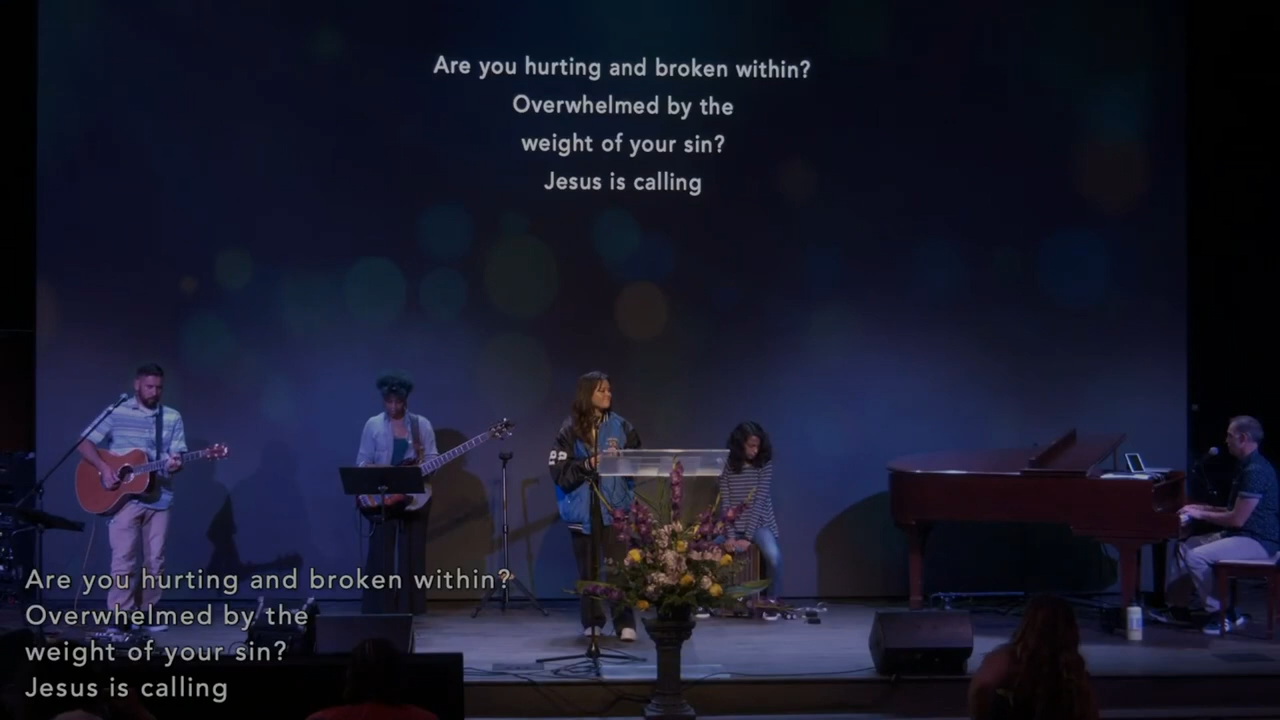 Are you hurting and broken within?
Overwhelmed by the
weight of your sin?
Jesus is calling
Are you hurting and broken within?
Overwhelmed by the
weight of your sin?
Jesus is calling